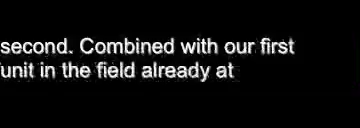 second. Combined with our first
unit in the field already at